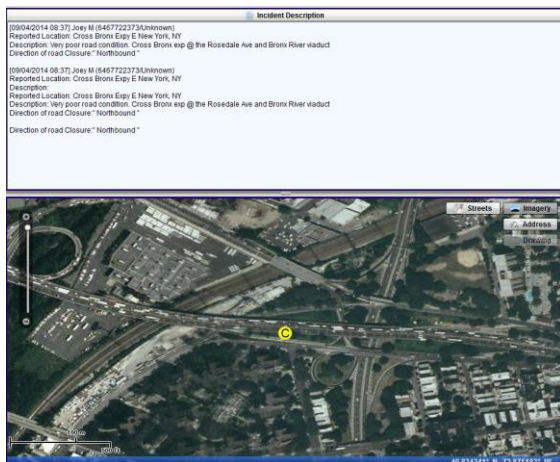 Incident Description
[09/04/2014 08:37] Joey M (6467722373/Unknown)
Reported Location: Cross Bronx Expy E New York, NY
Description: Very poor road condition. Cross Bronx exp @ the Rosedale Ave and Bronx River viaduct
Direction of road Closure:" Northbound "
[09/04/2014 08:37] Joey M (6467722373/Unknown)
Reported Location: Cross Bronx Expy E New York, NY
Description:
Reported Location: Cross Bronx Expy E New York, NY
Description: Very poor road condition. Cross Bronx exp @ the Rosedale Ave and Bronx River viaduct
Direction of road Closure:" Northbound "
Direction of road Closure:" Northbound "
Streets
Imagery
Address
C